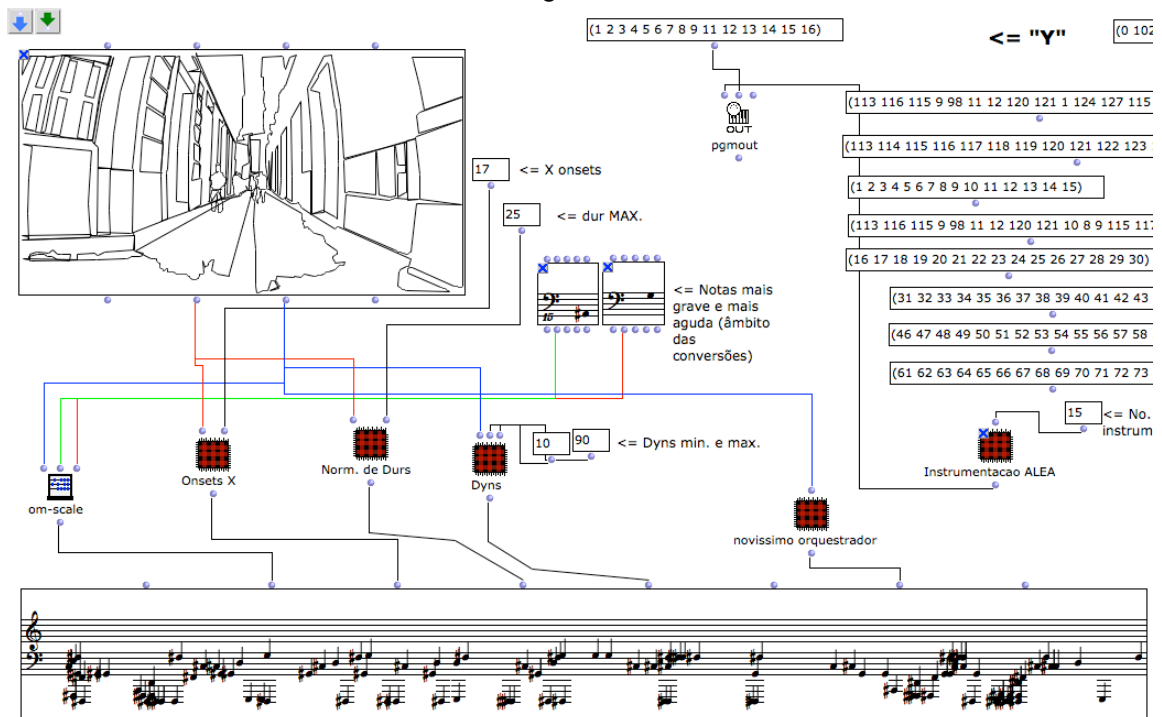 (1 2 3 4 5 6 7 8 9 11 12 13 14 15 16)
<= "Y"
(0 102
OUT
pgmout
(113 116 115 9 98 11 12 120 121 1 124 127 115
(113 114 115 116 117 118 119 120 121 122 123
(1 2 3 4 5 6 7 8 9 10 11 12 13 14 15)
(113 116 115 9 98 11 12 120 121 10 8 9 115 117
(16 17 18 19 20 21 22 23 24 25 26 27 28 29 30)
(31 32 33 34 35 36 37 38 39 40 41 42 43
(46 47 48 49 50 51 52 53 54 55 56 57 58
(61 62 63 64 65 66 67 68 69 70 71 72 73
17 <= X onsets
25 <= dur MAX.
15
<= Notas mais
grave e mais
aguda (âmbito
das
conversões)
10 90 <= Dyns min. e max.
15 <= No.
instrum
Instrumentacao ALEA
om-scale
Onsets X
Norm. de Durs
Dyns
novissimo orquestrador